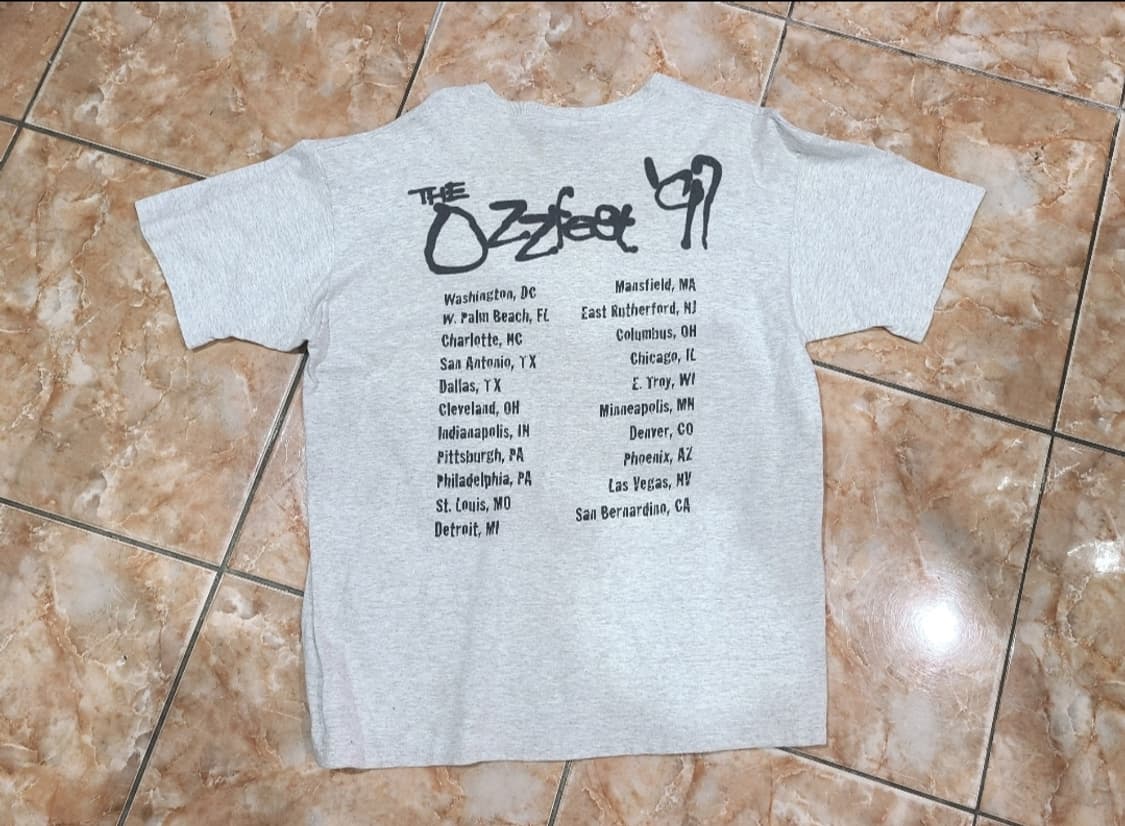 THE
Ozzfest '97
Washington, DC
W. Palm Beach, FL
Charlotte, NC
San Antonio, TX
Dallas, TX
Cleveland, OH
Indianapolis, IN
Pittsburgh, PA
Philadelphia, PA
St. Louis, MO
Detroit, MI
Mansfield, MA
East Rutherford, NJ
Columbus, OH
Chicago, IL
E. Troy, WI
Minneapolis, MN
Denver, CO
Phoenix, AZ
Las Vegas, NV
San Bernardino, CA